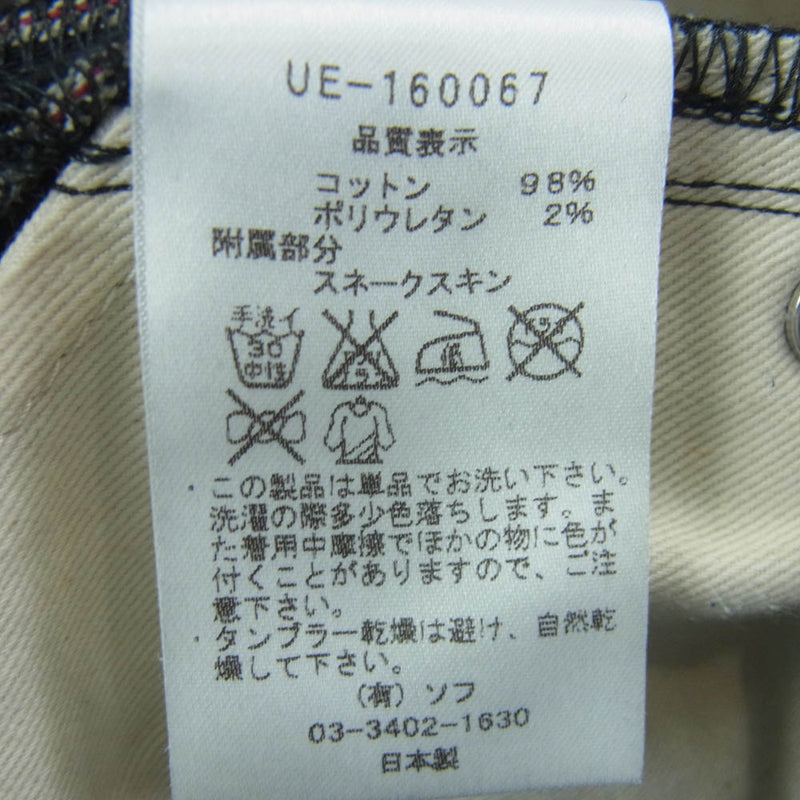 UE-160067
品質表示
コットン 98%
ポリウレタン 2%
附属部分
スネークスキン
手洗イ
30
中性
低
この製品は単品でお洗い下さい。
洗濯の際多少色落ちします。ま
た着用中摩擦でほかの物に色が
付くことがありますので、ご注
意下さい。
タンブラー乾燥は避け、自然乾
燥して下さい。
(有)ソフ
03-3402-1630
日本製